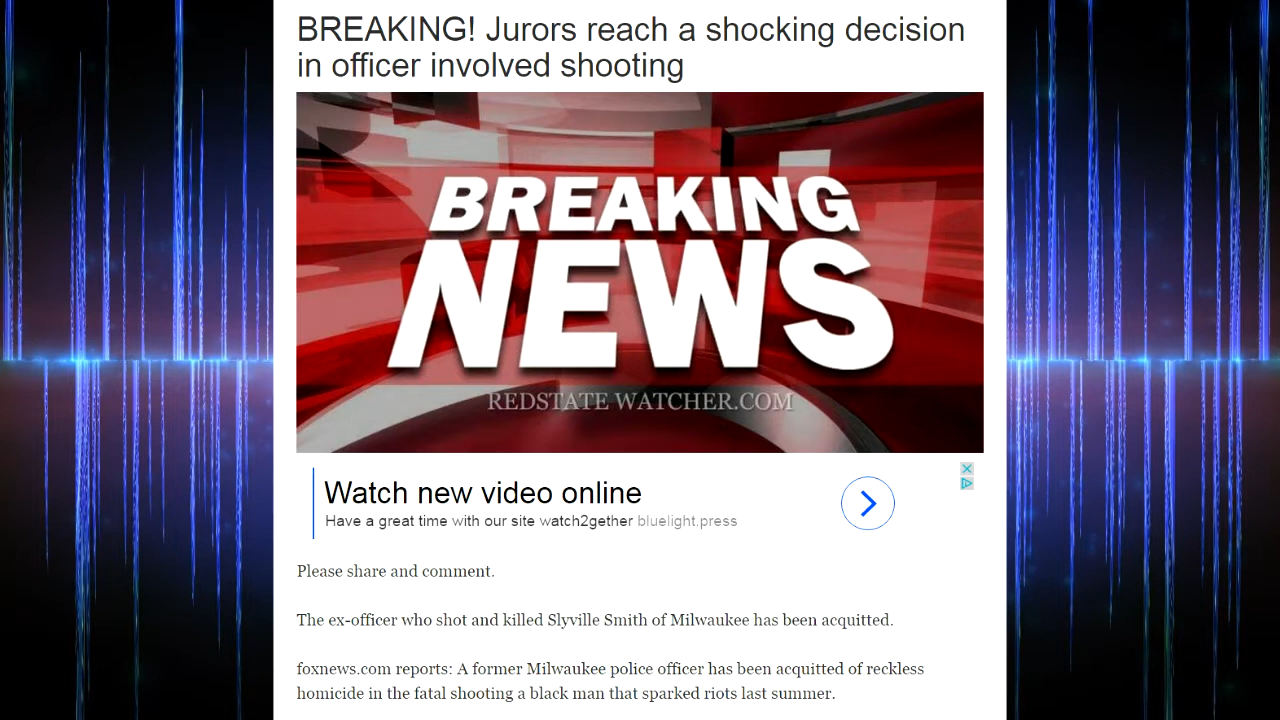 BREAKING! Jurors reach a shocking decision
in officer involved shooting
BREAKING
NEWS
REDSTATE WATCHER.COM
Watch new video online
Have a great time with our site watch2gether bluelight.press
Please share and comment.
The ex-officer who shot and killed Slyville Smith of Milwaukee has been acquitted.
foxnews.com reports: A former Milwaukee police officer has been acquitted of reckless
homicide in the fatal shooting a black man that sparked riots last summer.